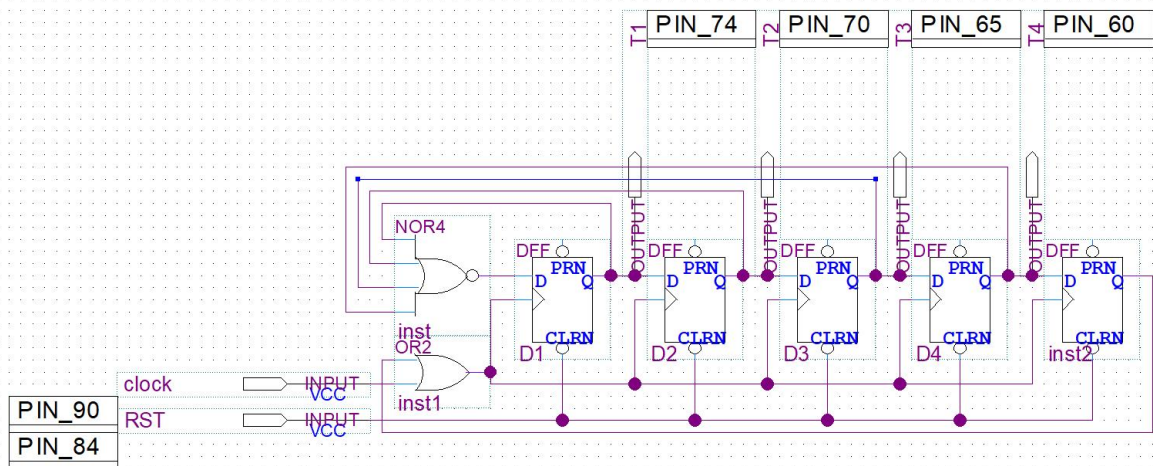 T1
PIN_74
T2
PIN_70
T3
PIN_65
T4
PIN_60
OUTPUT
OUTPUT
OUTPUT
OUTPUT
NOR4
inst
DFF
PRN
D
Q
CLRN
D1
DFF
PRN
D
Q
CLRN
D2
DFF
PRN
D
Q
CLRN
D3
DFF
PRN
D
Q
CLRN
D4
DFF
PRN
D
Q
CLRN
inst2
OR2
inst1
clock
INPUT
VCC
PIN_90
RST
INPUT
VCC
PIN_84